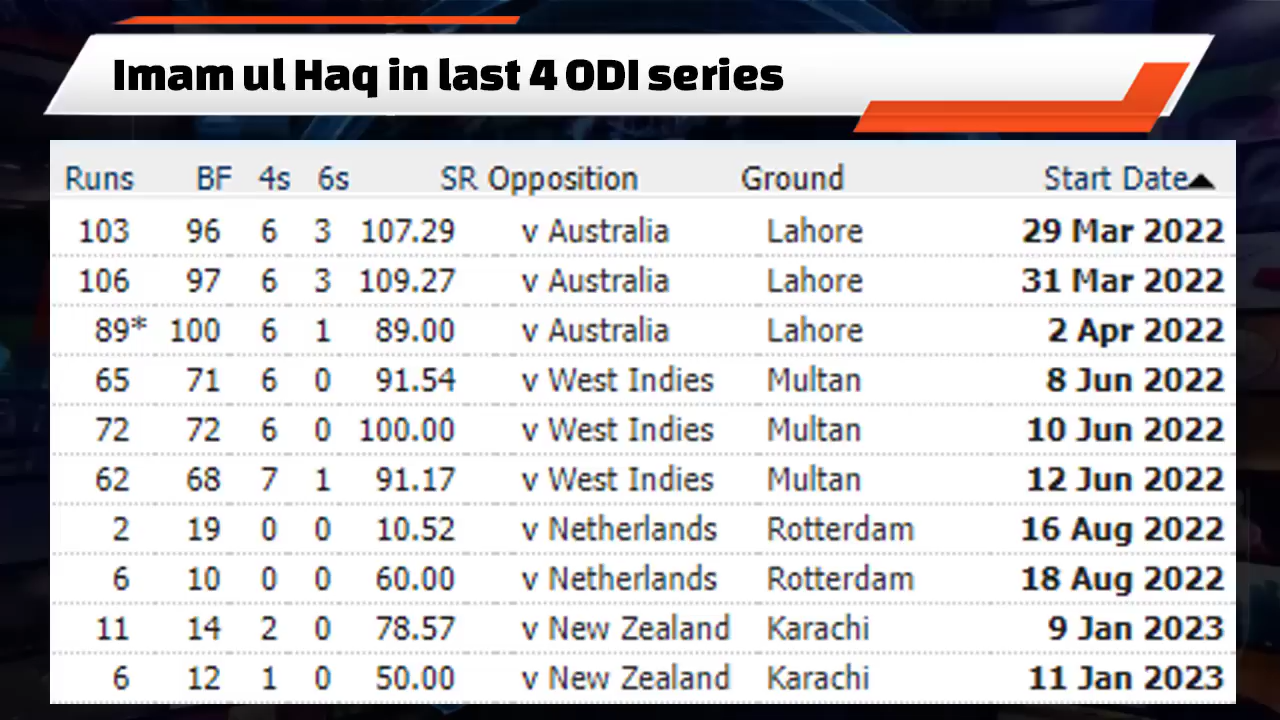 Imam ul Haq in last 4 ODI series
Runs BF 4s 6s SR Opposition Ground Start Date
103 96 6 3 107.29 v Australia Lahore 29 Mar 2022
106 97 6 3 109.27 v Australia Lahore 31 Mar 2022
89* 100 6 1 89.00 v Australia Lahore 2 Apr 2022
65 71 6 0 91.54 v West Indies Multan 8 Jun 2022
72 72 6 0 100.00 v West Indies Multan 10 Jun 2022
62 68 7 1 91.17 v West Indies Multan 12 Jun 2022
2 19 0 0 10.52 v Netherlands Rotterdam 16 Aug 2022
6 10 0 0 60.00 v Netherlands Rotterdam 18 Aug 2022
11 14 2 0 78.57 v New Zealand Karachi 9 Jan 2023
6 12 1 0 50.00 v New Zealand Karachi 11 Jan 2023